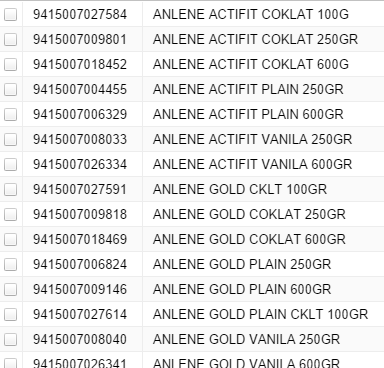 9415007027584 ANLENE ACTIFIT COKLAT 100G
9415007009801 ANLENE ACTIFIT COKLAT 250GR
9415007018452 ANLENE ACTIFIT COKLAT 600G
9415007004455 ANLENE ACTIFIT PLAIN 250GR
9415007006329 ANLENE ACTIFIT PLAIN 600GR
9415007008033 ANLENE ACTIFIT VANILA 250GR
9415007026334 ANLENE ACTIFIT VANILA 600GR
9415007027591 ANLENE GOLD CKLT 100GR
9415007009818 ANLENE GOLD COKLAT 250GR
9415007018469 ANLENE GOLD COKLAT 600GR
9415007006824 ANLENE GOLD PLAIN 250GR
9415007009146 ANLENE GOLD PLAIN 600GR
9415007027614 ANLENE GOLD PLAIN CKLT 100GR
9415007008040 ANLENE GOLD VANILA 250GR
9415007026341 ANLENE GOLD VANILA 600GR